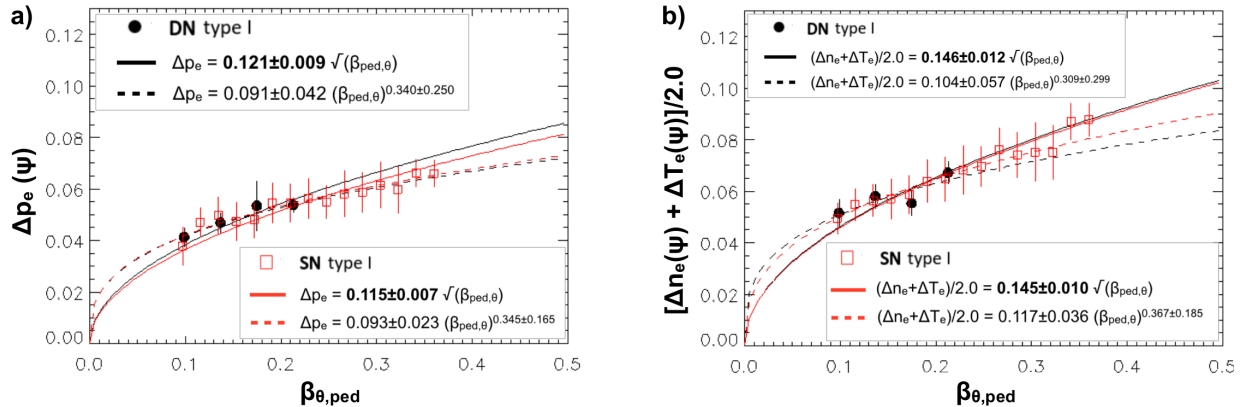 a)
DN type I
Δpₑ = 0.121±0.009 √(βped,θ)
Δpₑ = 0.091±0.042 (βped,θ)^0.340±0.250
SN type I
Δpₑ = 0.115±0.007 √(βped,θ)
Δpₑ = 0.093±0.023 (βped,θ)^0.345±0.165
Δpₑ (ψ)
0.12
0.10
0.08
0.06
0.04
0.02
0.00
0.0 0.1 0.2 0.3 0.4 0.5
βθ,ped
b)
DN type I
(Δnₑ+ΔTₑ)/2.0 = 0.146±0.012 √(βped,θ)
(Δnₑ+ΔTₑ)/2.0 = 0.104±0.057 (βped,θ)^0.309±0.299
SN type I
(Δnₑ+ΔTₑ)/2.0 = 0.145±0.010 √(βped,θ)
(Δnₑ+ΔTₑ)/2.0 = 0.117±0.036 (βped,θ)^0.367±0.185
[Δnₑ(ψ) + ΔTₑ(ψ)]/2.0
0.12
0.10
0.08
0.06
0.04
0.02
0.00
0.0 0.1 0.2 0.3 0.4 0.5
βθ,ped